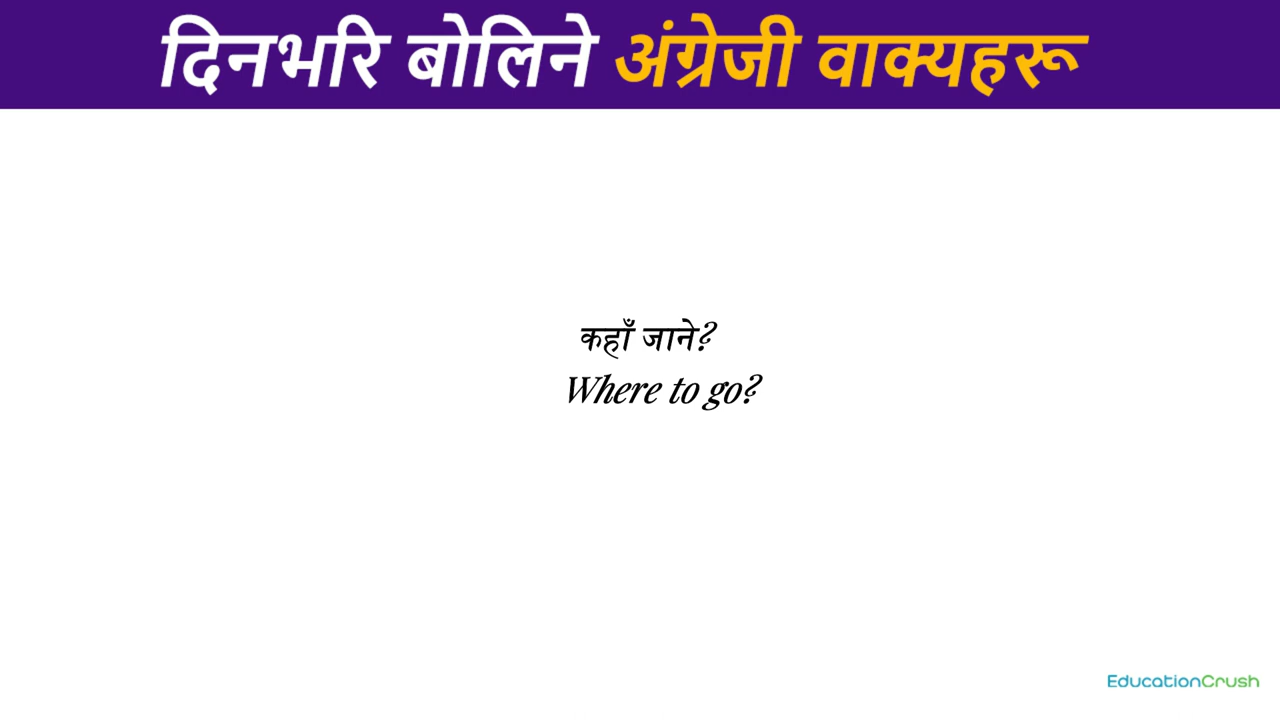 दिनभरि बोलिने अंग्रेजी वाक्यहरू
कहाँ जाने?
Where to go?
EducationCrush